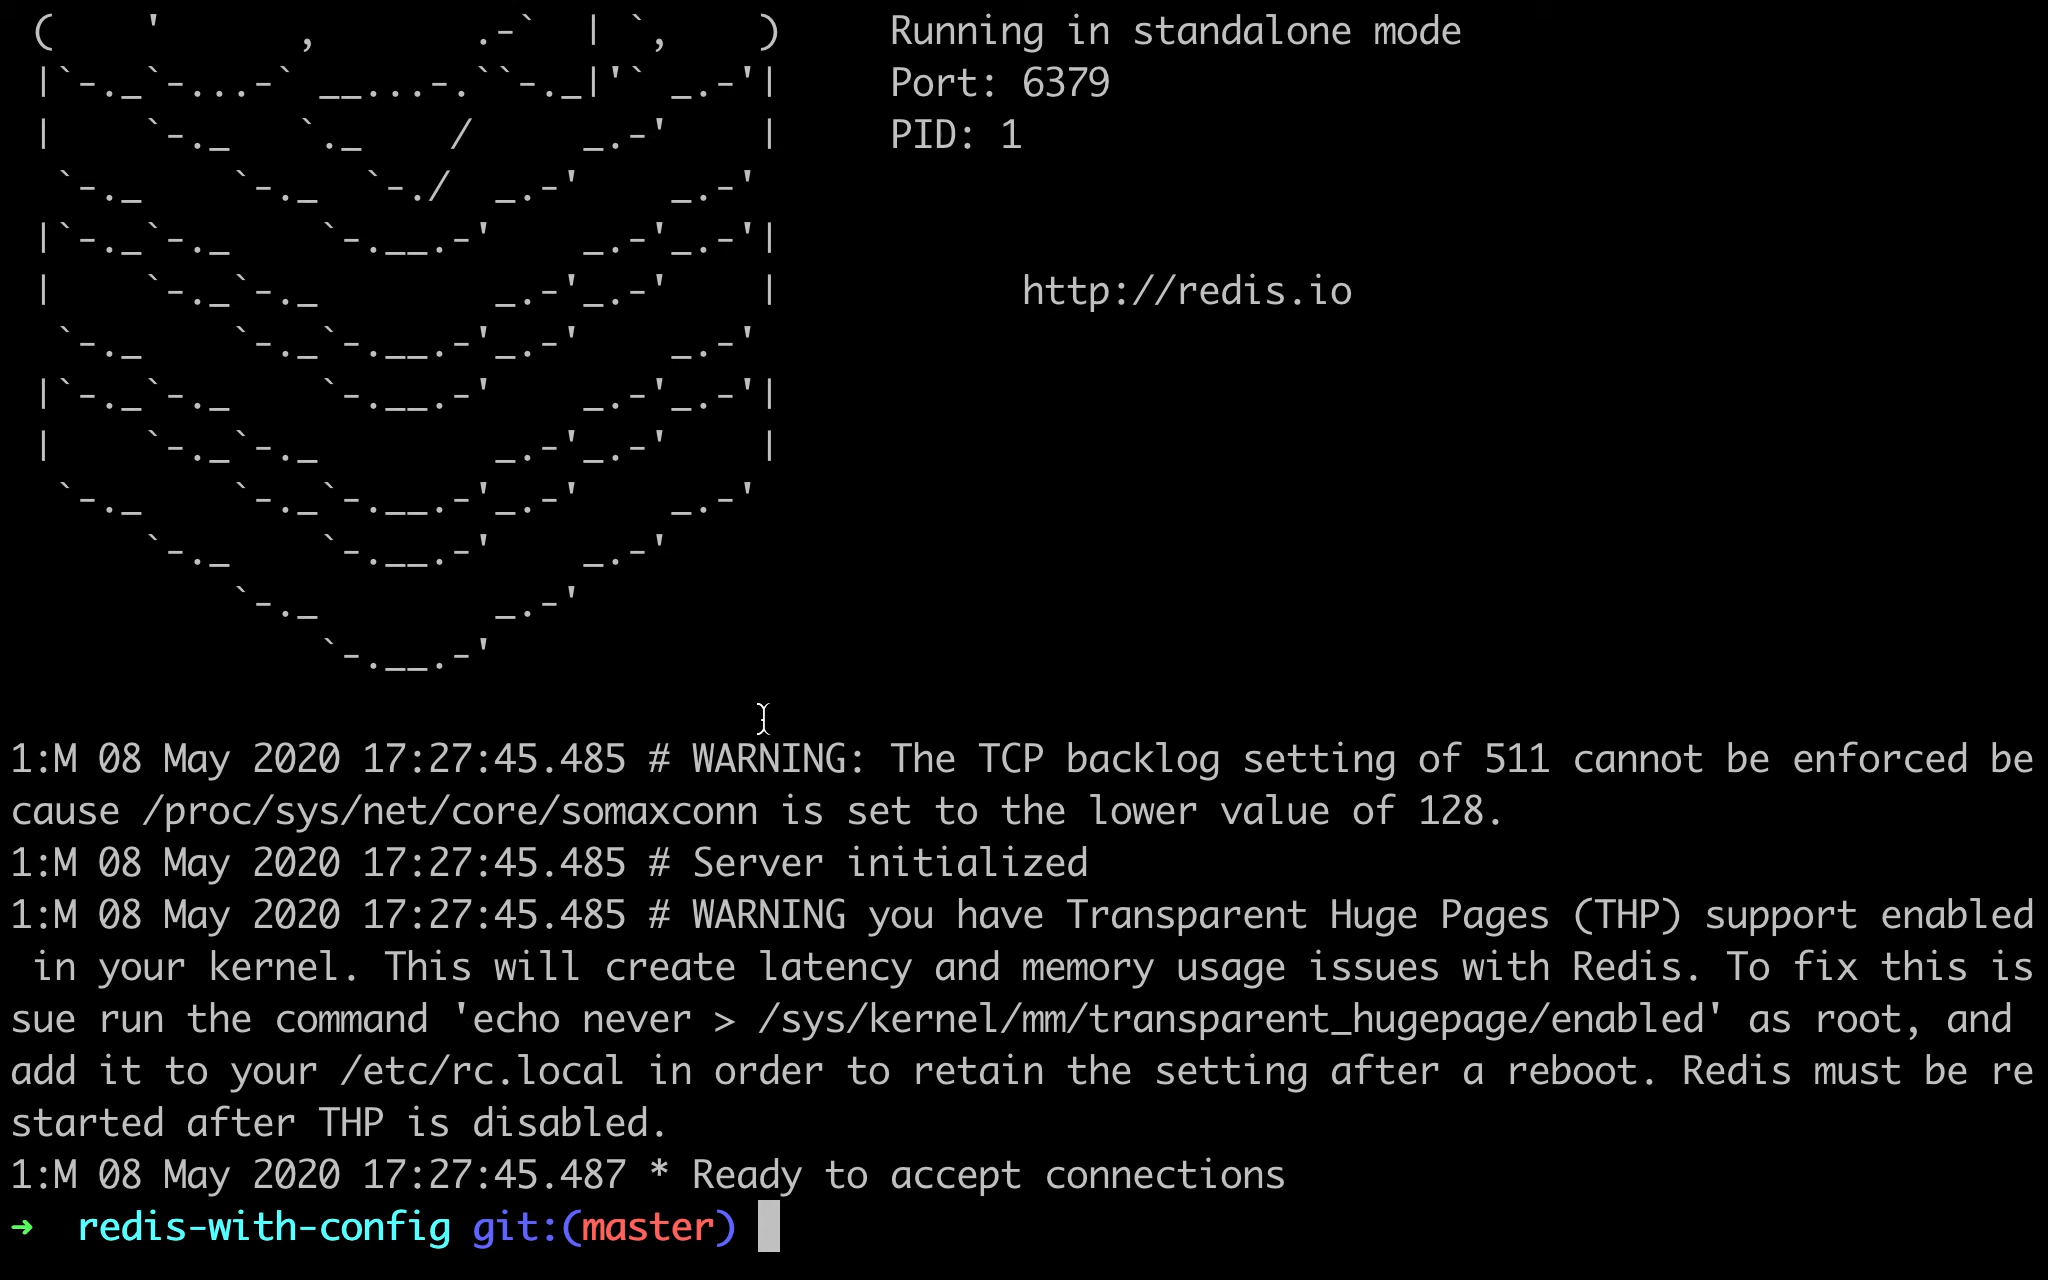 (    '      ,       .-`  | `,    )     Running in standalone mode
|`-._`-...-` __...-.``-._|'` _.-'|     Port: 6379
|    `-._   `._    /     _.-'    |     PID: 1
 `-._    `-._  `-./  _.-'    _.-'
|`-._`-._    `-.__.-'    _.-'_.-'|
|    `-._`-._        _.-'_.-'    |           http://redis.io
 `-._    `-._`-.__.-'_.-'    _.-'
|`-._`-._    `-.__.-'    _.-'_.-'|
|    `-._`-._        _.-'_.-'    |
 `-._    `-._`-.__.-'_.-'    _.-'
     `-._    `-.__.-'    _.-'
         `-._        _.-'
             `-.__.-'
1:M 08 May 2020 17:27:45.485 # WARNING: The TCP backlog setting of 511 cannot be enforced be
cause /proc/sys/net/core/somaxconn is set to the lower value of 128.
1:M 08 May 2020 17:27:45.485 # Server initialized
1:M 08 May 2020 17:27:45.485 # WARNING you have Transparent Huge Pages (THP) support enabled
 in your kernel. This will create latency and memory usage issues with Redis. To fix this is
sue run the command 'echo never > /sys/kernel/mm/transparent_hugepage/enabled' as root, and
add it to your /etc/rc.local in order to retain the setting after a reboot. Redis must be re
started after THP is disabled.
1:M 08 May 2020 17:27:45.487 * Ready to accept connections
➜  redis-with-config git:(master)